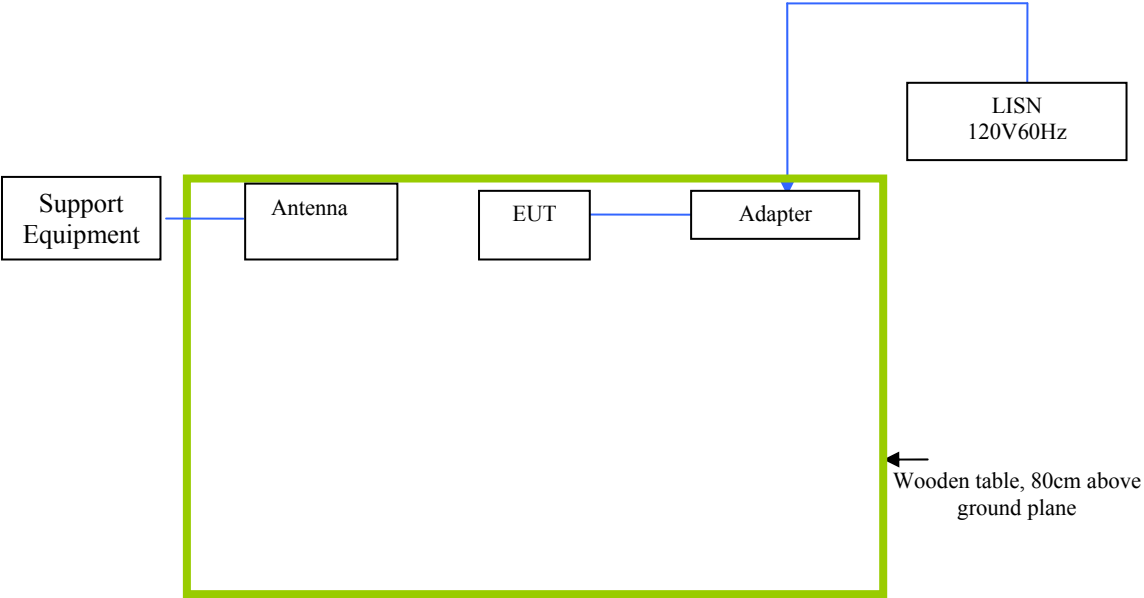 LISN
120V60Hz
Support
Equipment
Antenna
EUT
Adapter
Wooden table, 80cm above
ground plane